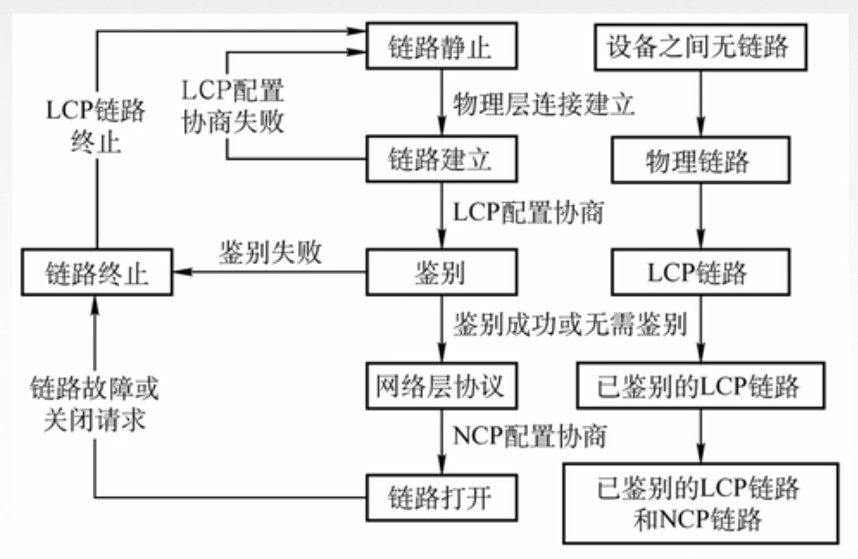 链路静止
设备之间无链路
LCP配置
协商失败
LCP链路
终止
物理层连接建立
链路建立
物理链路
LCP配置协商
鉴别失败
链路终止
鉴别
LCP链路
鉴别成功或无需鉴别
链路故障或
关闭请求
网络层协议
已鉴别的LCP链路
NCP配置协商
链路打开
已鉴别的LCP链路
和NCP链路